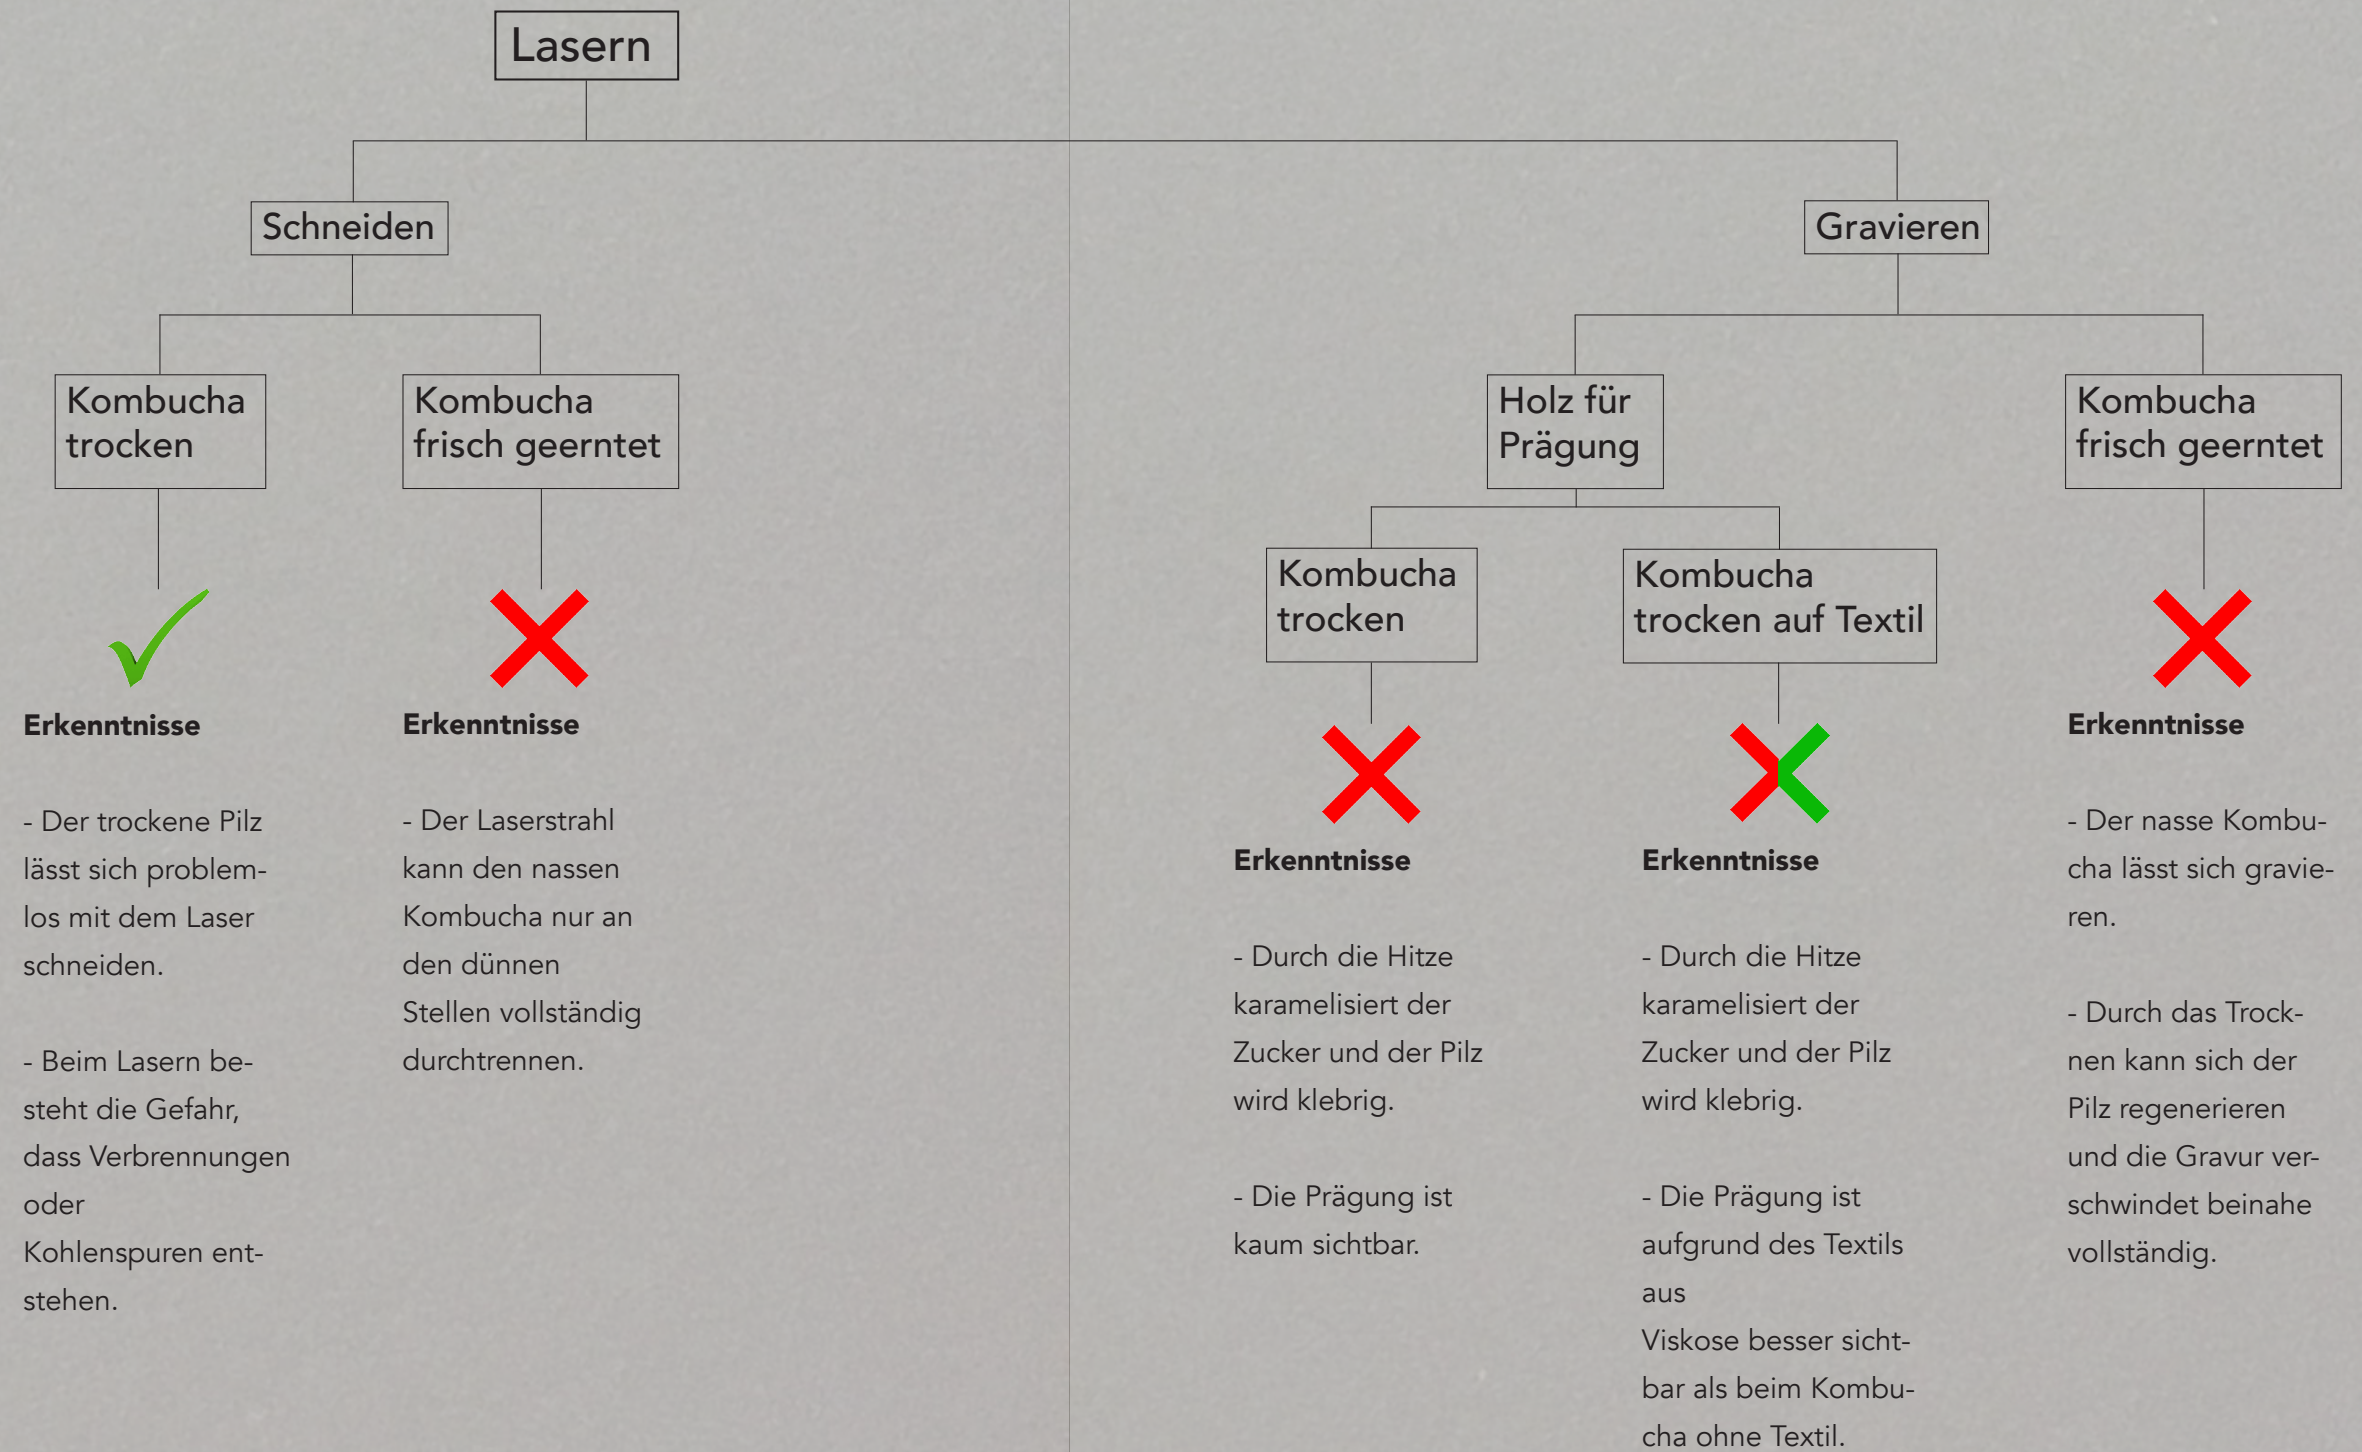 Lasern
Schneiden
Gravieren
Kombucha
trocken
Kombucha
frisch geerntet
Holz für
Prägung
Kombucha
frisch geerntet
Kombucha
trocken
Kombucha
trocken auf Textil
Erkenntnisse
- Der trockene Pilz
lässt sich problem-
los mit dem Laser
schneiden.
- Beim Lasern be-
steht die Gefahr,
dass Verbrennungen
oder
Kohlenspuren ent-
stehen.
Erkenntnisse
- Der Laserstrahl
kann den nassen
Kombucha nur an
den dünnen
Stellen vollständig
durchtrennen.
Erkenntnisse
- Durch die Hitze
karamelisiert der
Zucker und der Pilz
wird klebrig.
- Die Prägung ist
kaum sichtbar.
Erkenntnisse
- Durch die Hitze
karamelisiert der
Zucker und der Pilz
wird klebrig.
- Die Prägung ist
aufgrund des Textils
aus
Viskose besser sicht-
bar als beim Kombu-
cha ohne Textil.
Erkenntnisse
- Der nasse Kombu-
cha lässt sich gravie-
ren.
- Durch das Trock-
nen kann sich der
Pilz regenerieren
und die Gravur ver-
schwindet beinahe
vollständig.